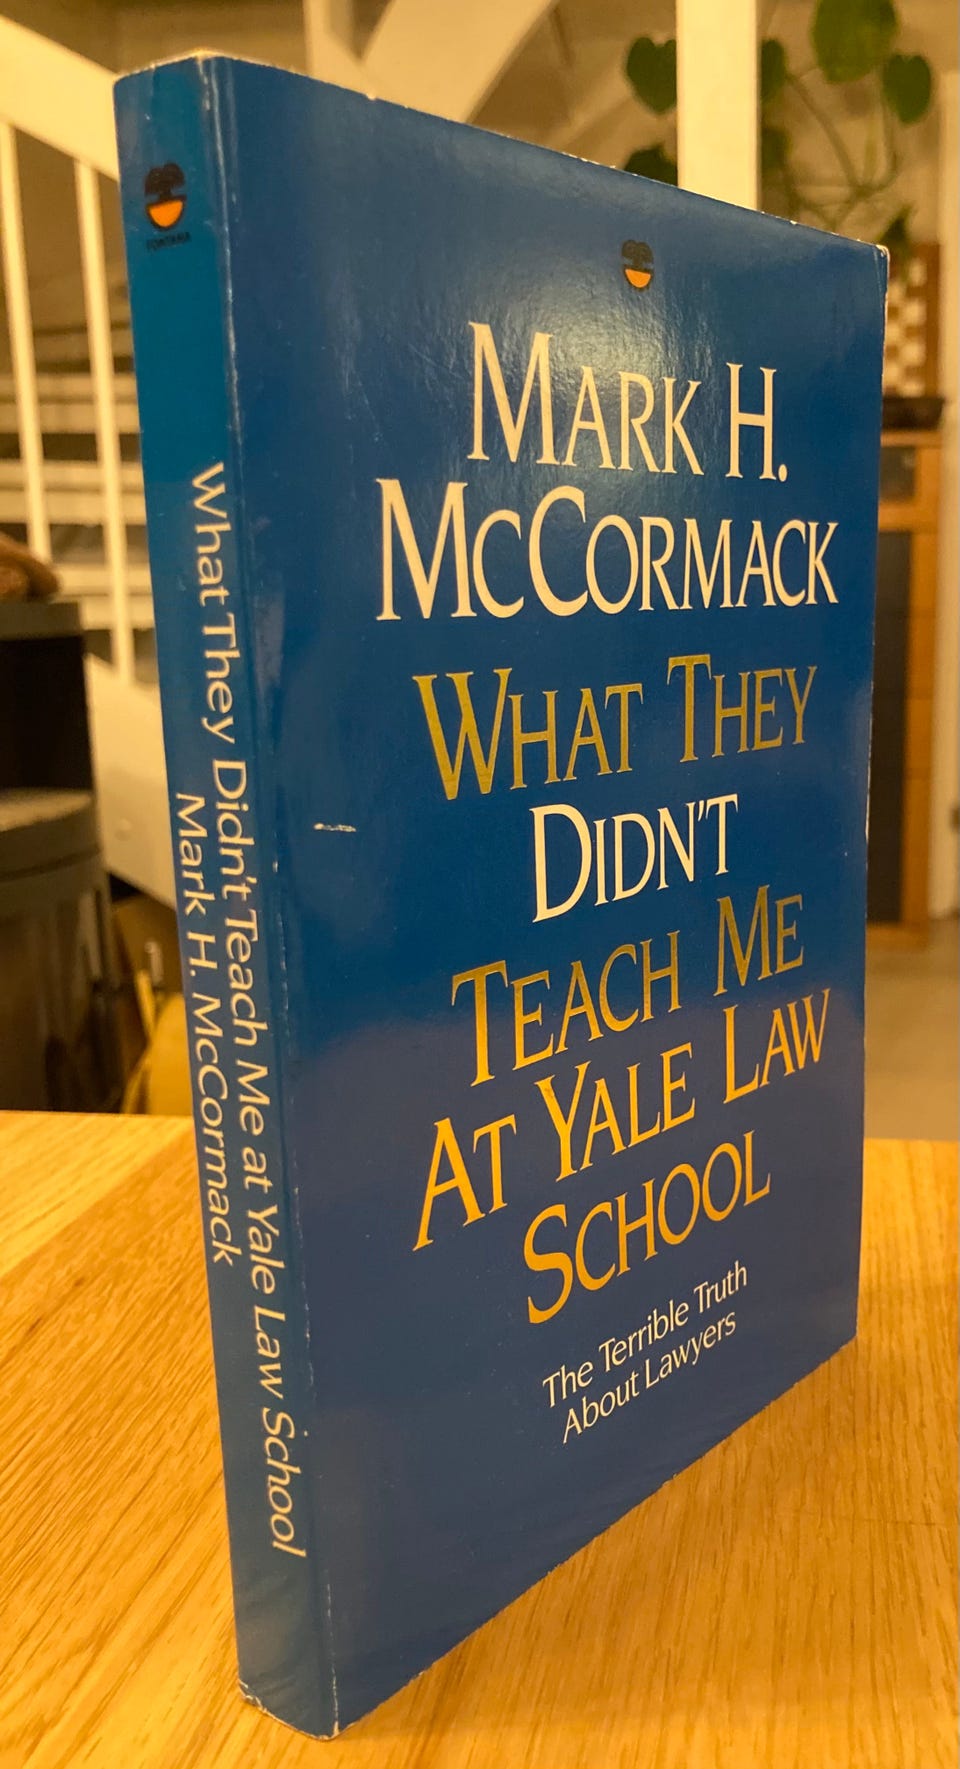 FONTANA
What They Didn't Teach Me at Yale Law School
Mark H. McCormack
MARK H.
MCCORMACK
WHAT THEY
DIDN'T
TEACH ME
AT YALE LAW
SCHOOL
The Terrible Truth
About Lawyers